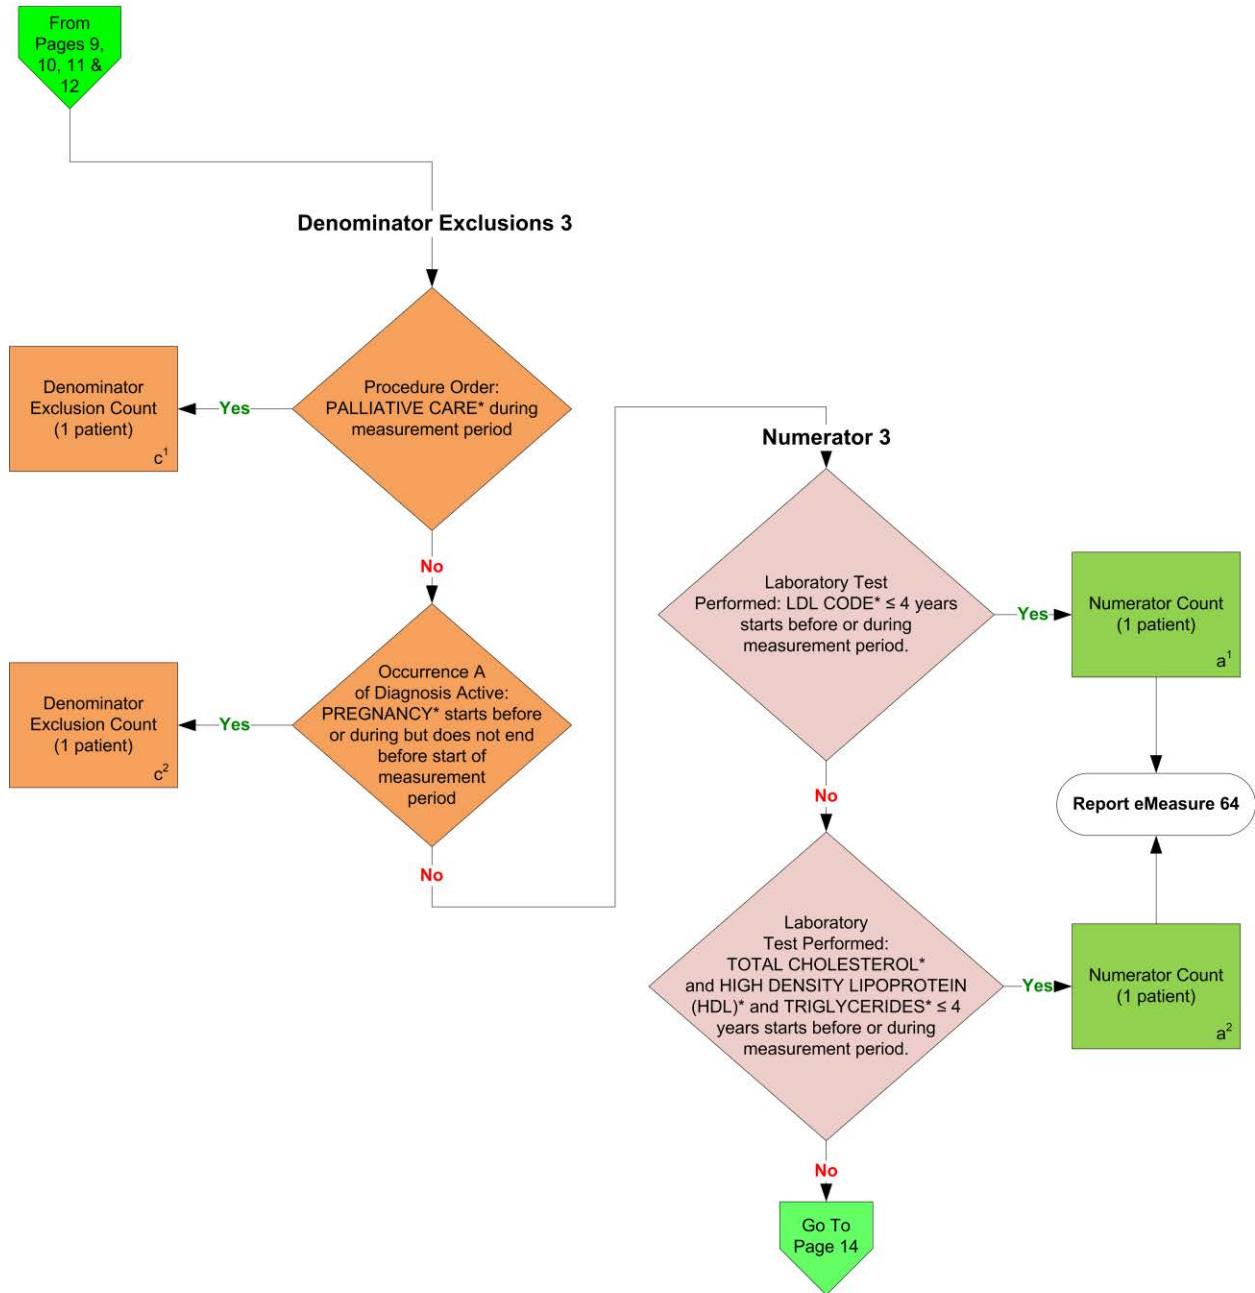 From
Pages 9,
10, 11 &
12
Denominator Exclusions 3
Procedure Order:
PALLIATIVE CARE* during
measurement period
Yes
Denominator
Exclusion Count
(1 patient)
c¹
No
Occurrence A
of Diagnosis Active:
PREGNANCY* starts before
or during but does not end
before start of
measurement
period
Yes
Denominator
Exclusion Count
(1 patient)
c²
No
Numerator 3
Laboratory Test
Performed: LDL CODE* ≤ 4 years
starts before or during
measurement period.
Yes
Numerator Count
(1 patient)
a¹
No
Report eMeasure 64
Laboratory
Test Performed:
TOTAL CHOLESTEROL*
and HIGH DENSITY LIPOPROTEIN
(HDL)* and TRIGLYCERIDES* ≤ 4
years starts before or during
measurement period.
Yes
Numerator Count
(1 patient)
a²
No
Go To
Page 14